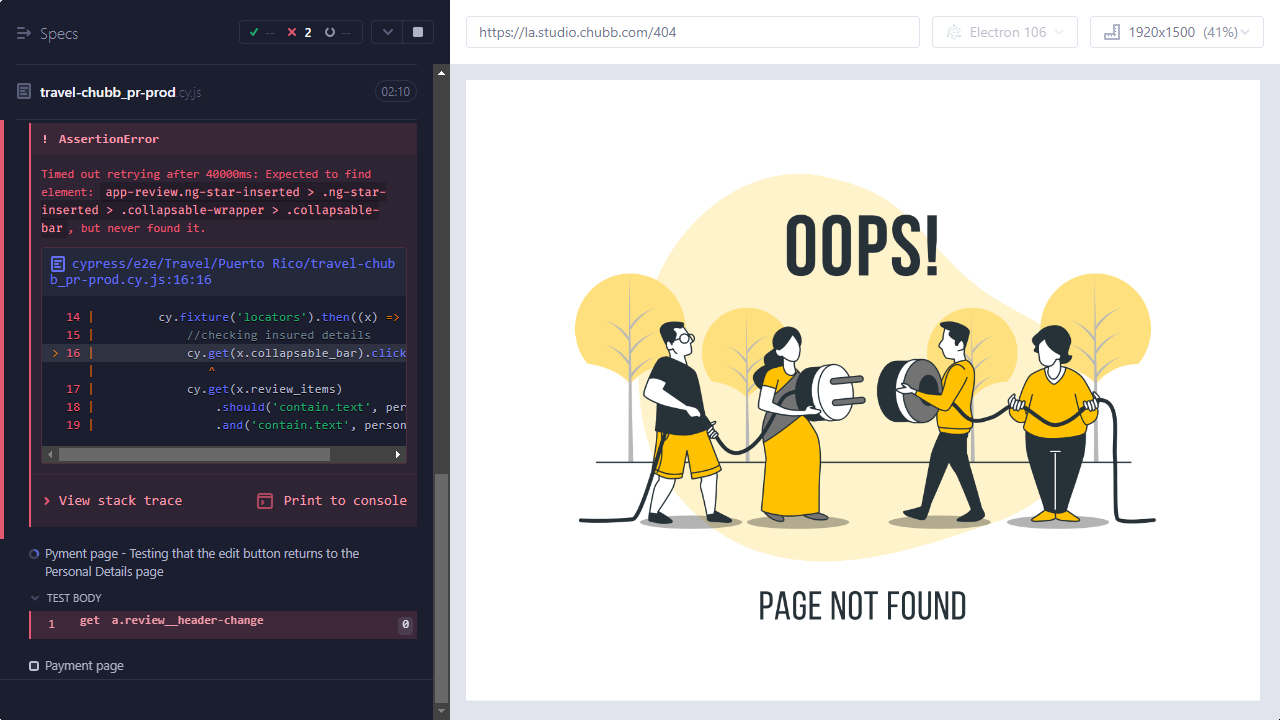 Specs
-- 2 --
travel-chubb_pr-prod.cy.js 02:10
! AssertionError
Timed out retrying after 40000ms: Expected to find
element: app-review.ng-star-inserted > .ng-star-
inserted > .collapsable-wrapper > .collapsable-
bar, but never found it.
cypress/e2e/Travel/Puerto Rico/travel-chub
b_pr-prod.cy.js:16:16
14 | cy.fixture('locators').then((x) =>
15 | //checking insured details
> 16 | cy.get(x.collapsable_bar).click
| ^
17 | cy.get(x.review_items)
18 | .should('contain.text', per
19 | .and('contain.text', person
> View stack trace
Print to console
Pyment page - Testing that the edit button returns to the
Personal Details page
TEST BODY
1 get a.review__header-change 0
Payment page
https://la.studio.chubb.com/404
Electron 106
1920x1500 (41%)
OOPS!
PAGE NOT FOUND